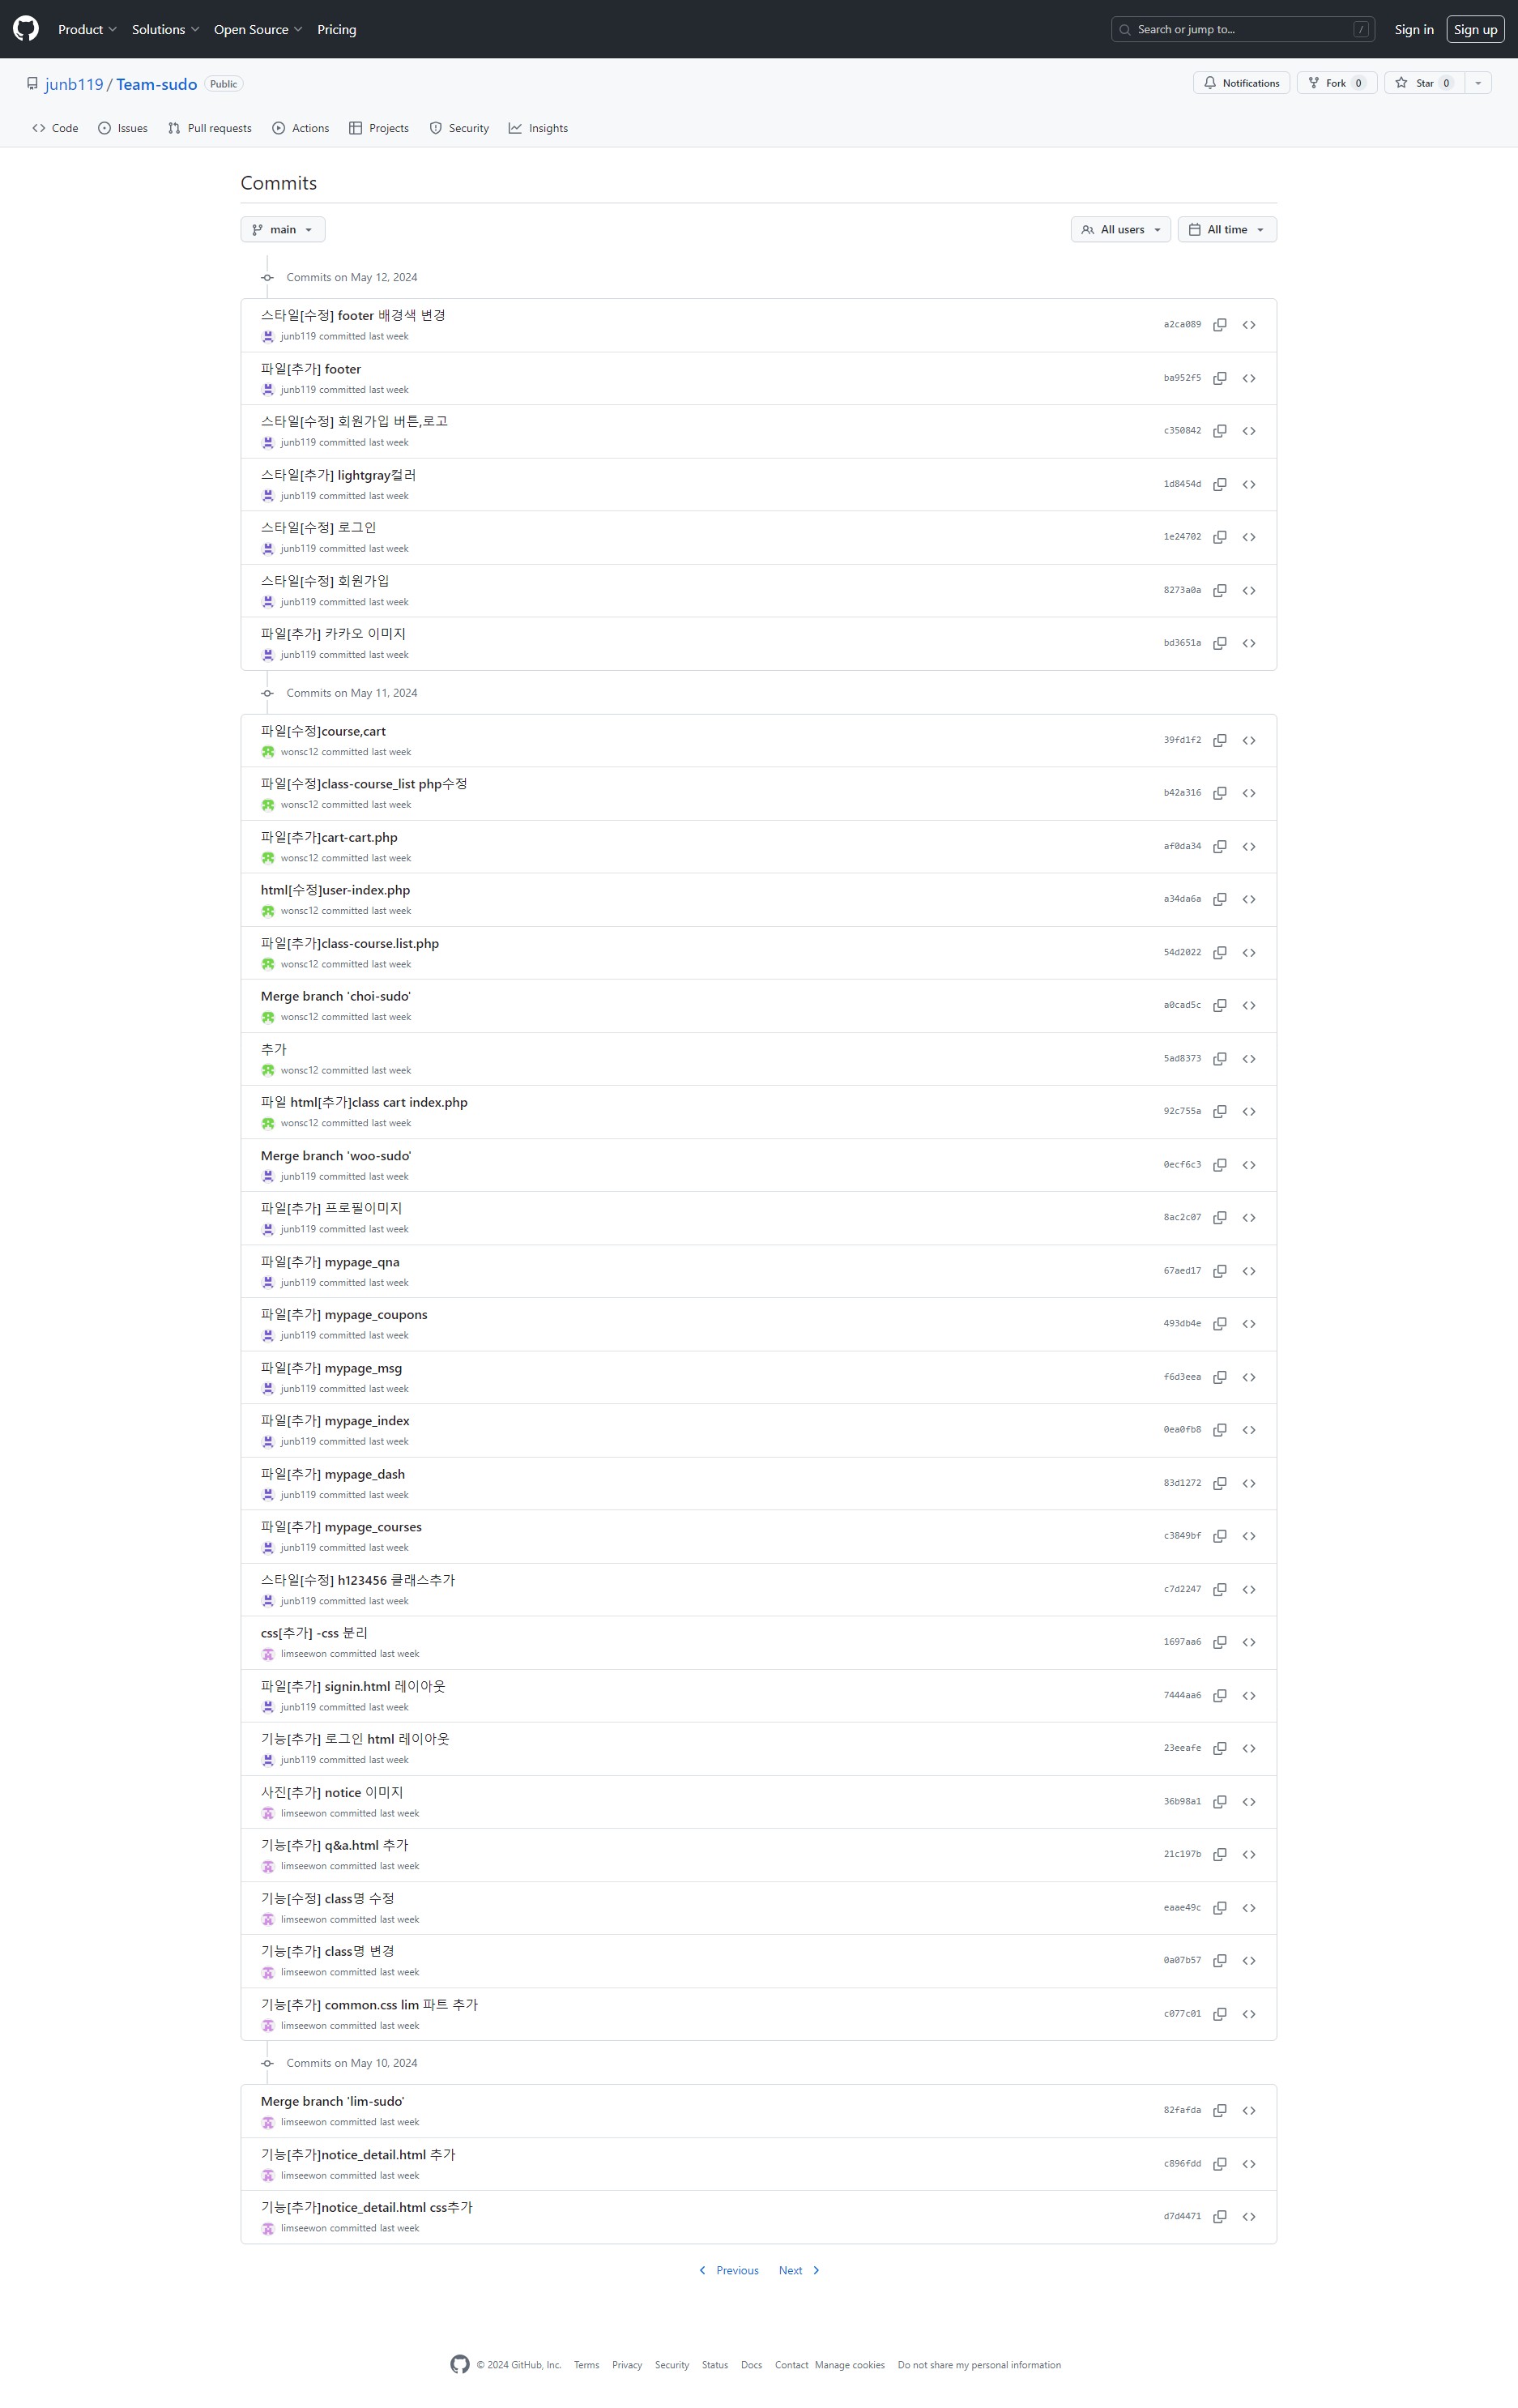 Product Solutions Open Source Pricing Search or jump to... / Sign in Sign up
junb119 / Team-sudo Public Notifications Fork 0 Star 0
Code Issues Pull requests Actions Projects Security Insights
Commits
main All users All time
Commits on May 12, 2024
스타일[수정] footer 배경색 변경
junb119 committed last week
a2ca089
파일[추가] footer
junb119 committed last week
ba952f5
스타일[수정] 회원가입 버튼,로고
junb119 committed last week
c350842
스타일[추가] lightgray컬러
junb119 committed last week
1d8454d
스타일[수정] 로그인
junb119 committed last week
1e24702
스타일[수정] 회원가입
junb119 committed last week
8273a0a
파일[추가] 카카오 이미지
junb119 committed last week
bd3651a
Commits on May 11, 2024
파일[수정]course,cart
wonsc12 committed last week
39fd1f2
파일[수정]class-course_list php수정
wonsc12 committed last week
b42a316
파일[추가]cart-cart.php
wonsc12 committed last week
af0da34
html[수정]user-index.php
wonsc12 committed last week
a34da6a
파일[추가]class-course.list.php
wonsc12 committed last week
54d2022
Merge branch 'choi-sudo'
wonsc12 committed last week
a0cad5c
추가
wonsc12 committed last week
5ad8373
파일 html[추가]class cart index.php
wonsc12 committed last week
92c755a
Merge branch 'woo-sudo'
junb119 committed last week
0ecf6c3
파일[추가] 프로필이미지
junb119 committed last week
8ac2c07
파일[추가] mypage_qna
junb119 committed last week
67aed17
파일[추가] mypage_coupons
junb119 committed last week
493db4e
파일[추가] mypage_msg
junb119 committed last week
f6d3eea
파일[추가] mypage_index
junb119 committed last week
0ea0fb8
파일[추가] mypage_dash
junb119 committed last week
83d1272
파일[추가] mypage_courses
junb119 committed last week
c3849bf
스타일[수정] h123456 클래스추가
junb119 committed last week
c7d2247
css[추가] -css 분리
limseewon committed last week
1697aa6
파일[추가] signin.html 레이아웃
junb119 committed last week
7444aa6
기능[추가] 로그인 html 레이아웃
junb119 committed last week
23eeafe
사진[추가] notice 이미지
limseewon committed last week
36b98a1
기능[추가] q&a.html 추가
limseewon committed last week
21c197b
기능[수정] class명 수정
limseewon committed last week
eaae49c
기능[추가] class명 변경
limseewon committed last week
0a07b57
기능[추가] common.css lim 파트 추가
limseewon committed last week
c077c01
Commits on May 10, 2024
Merge branch 'lim-sudo'
limseewon committed last week
82fafda
기능[추가]notice_detail.html 추가
limseewon committed last week
c896fdd
기능[추가]notice_detail.html css추가
limseewon committed last week
d7d4471
Previous Next
© 2024 GitHub, Inc. Terms Privacy Security Status Docs Contact Manage cookies Do not share my personal information